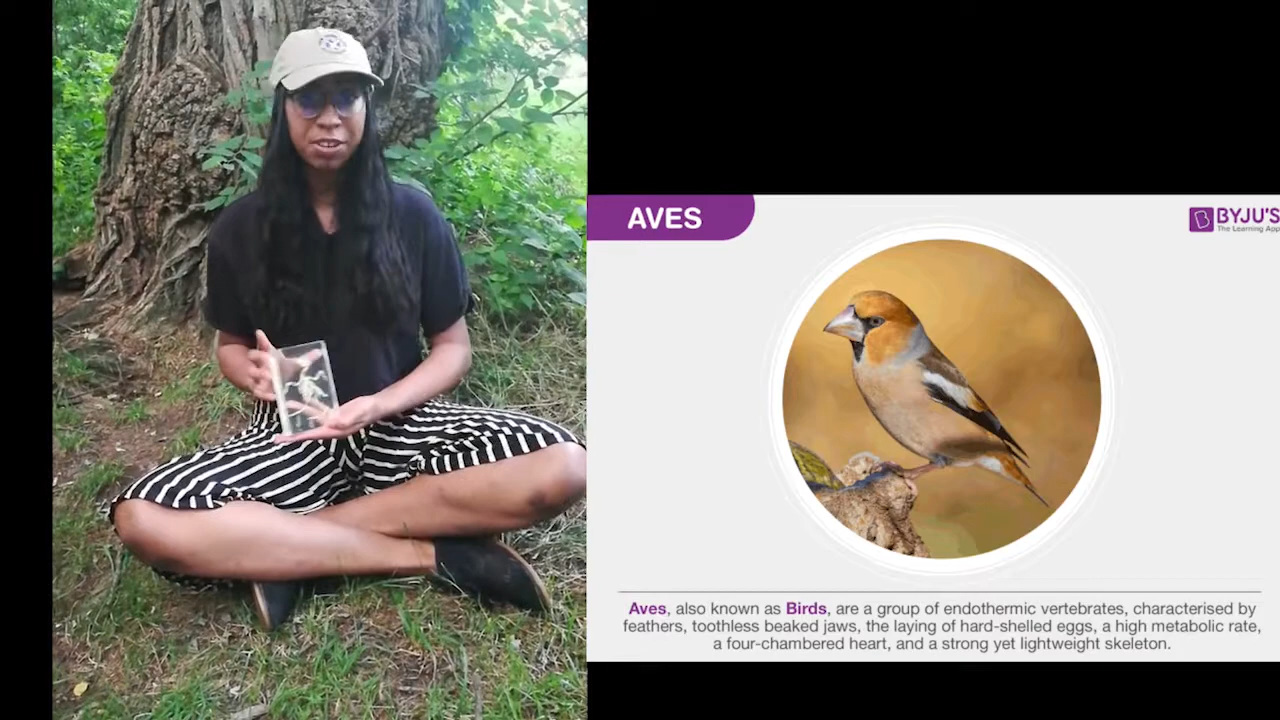 AVES
BYJU'S
The Learning App
Aves, also known as Birds, are a group of endothermic vertebrates, characterised by
feathers, toothless beaked jaws, the laying of hard-shelled eggs, a high metabolic rate,
a four-chambered heart, and a strong yet lightweight skeleton.